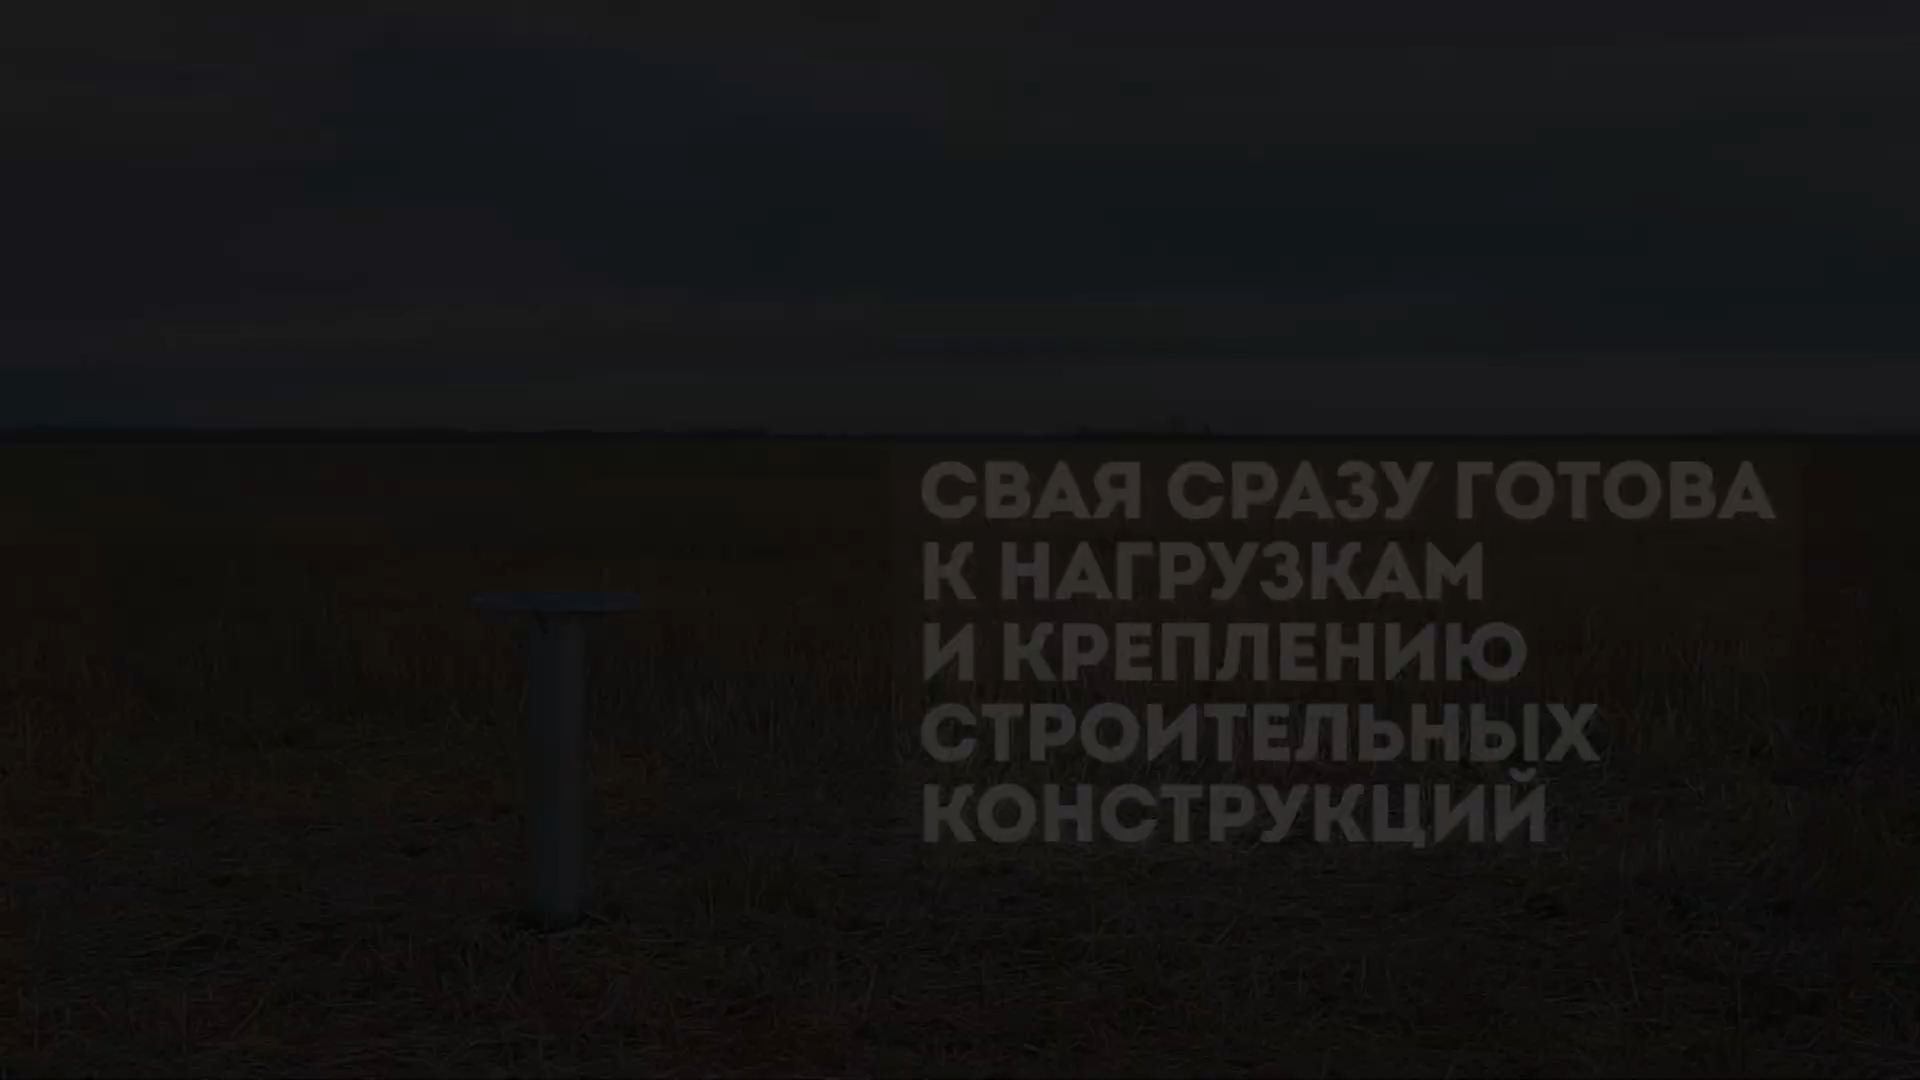 СВАЯ СРАЗУ ГОТОВА
К НАГРУЗКАМ
И КРЕПЛЕНИЮ
СТРОИТЕЛЬНЫХ
КОНСТРУКЦИЙ